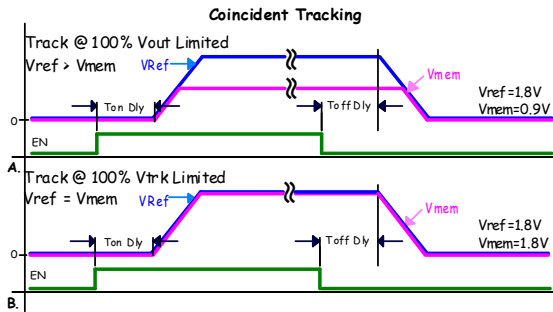 Coincident Tracking
Track @ 100% Vout Limited
Vref > Vmem
VRef
Vmem
Ton Dly
Toff Dly
Vref=1.8V
Vmem=0.9V
0
EN
A.
Track @ 100% Vtrk Limited
Vref = Vmem
VRef
Vmem
Ton Dly
Toff Dly
Vref=1.8V
Vmem=1.8V
0
EN
B.